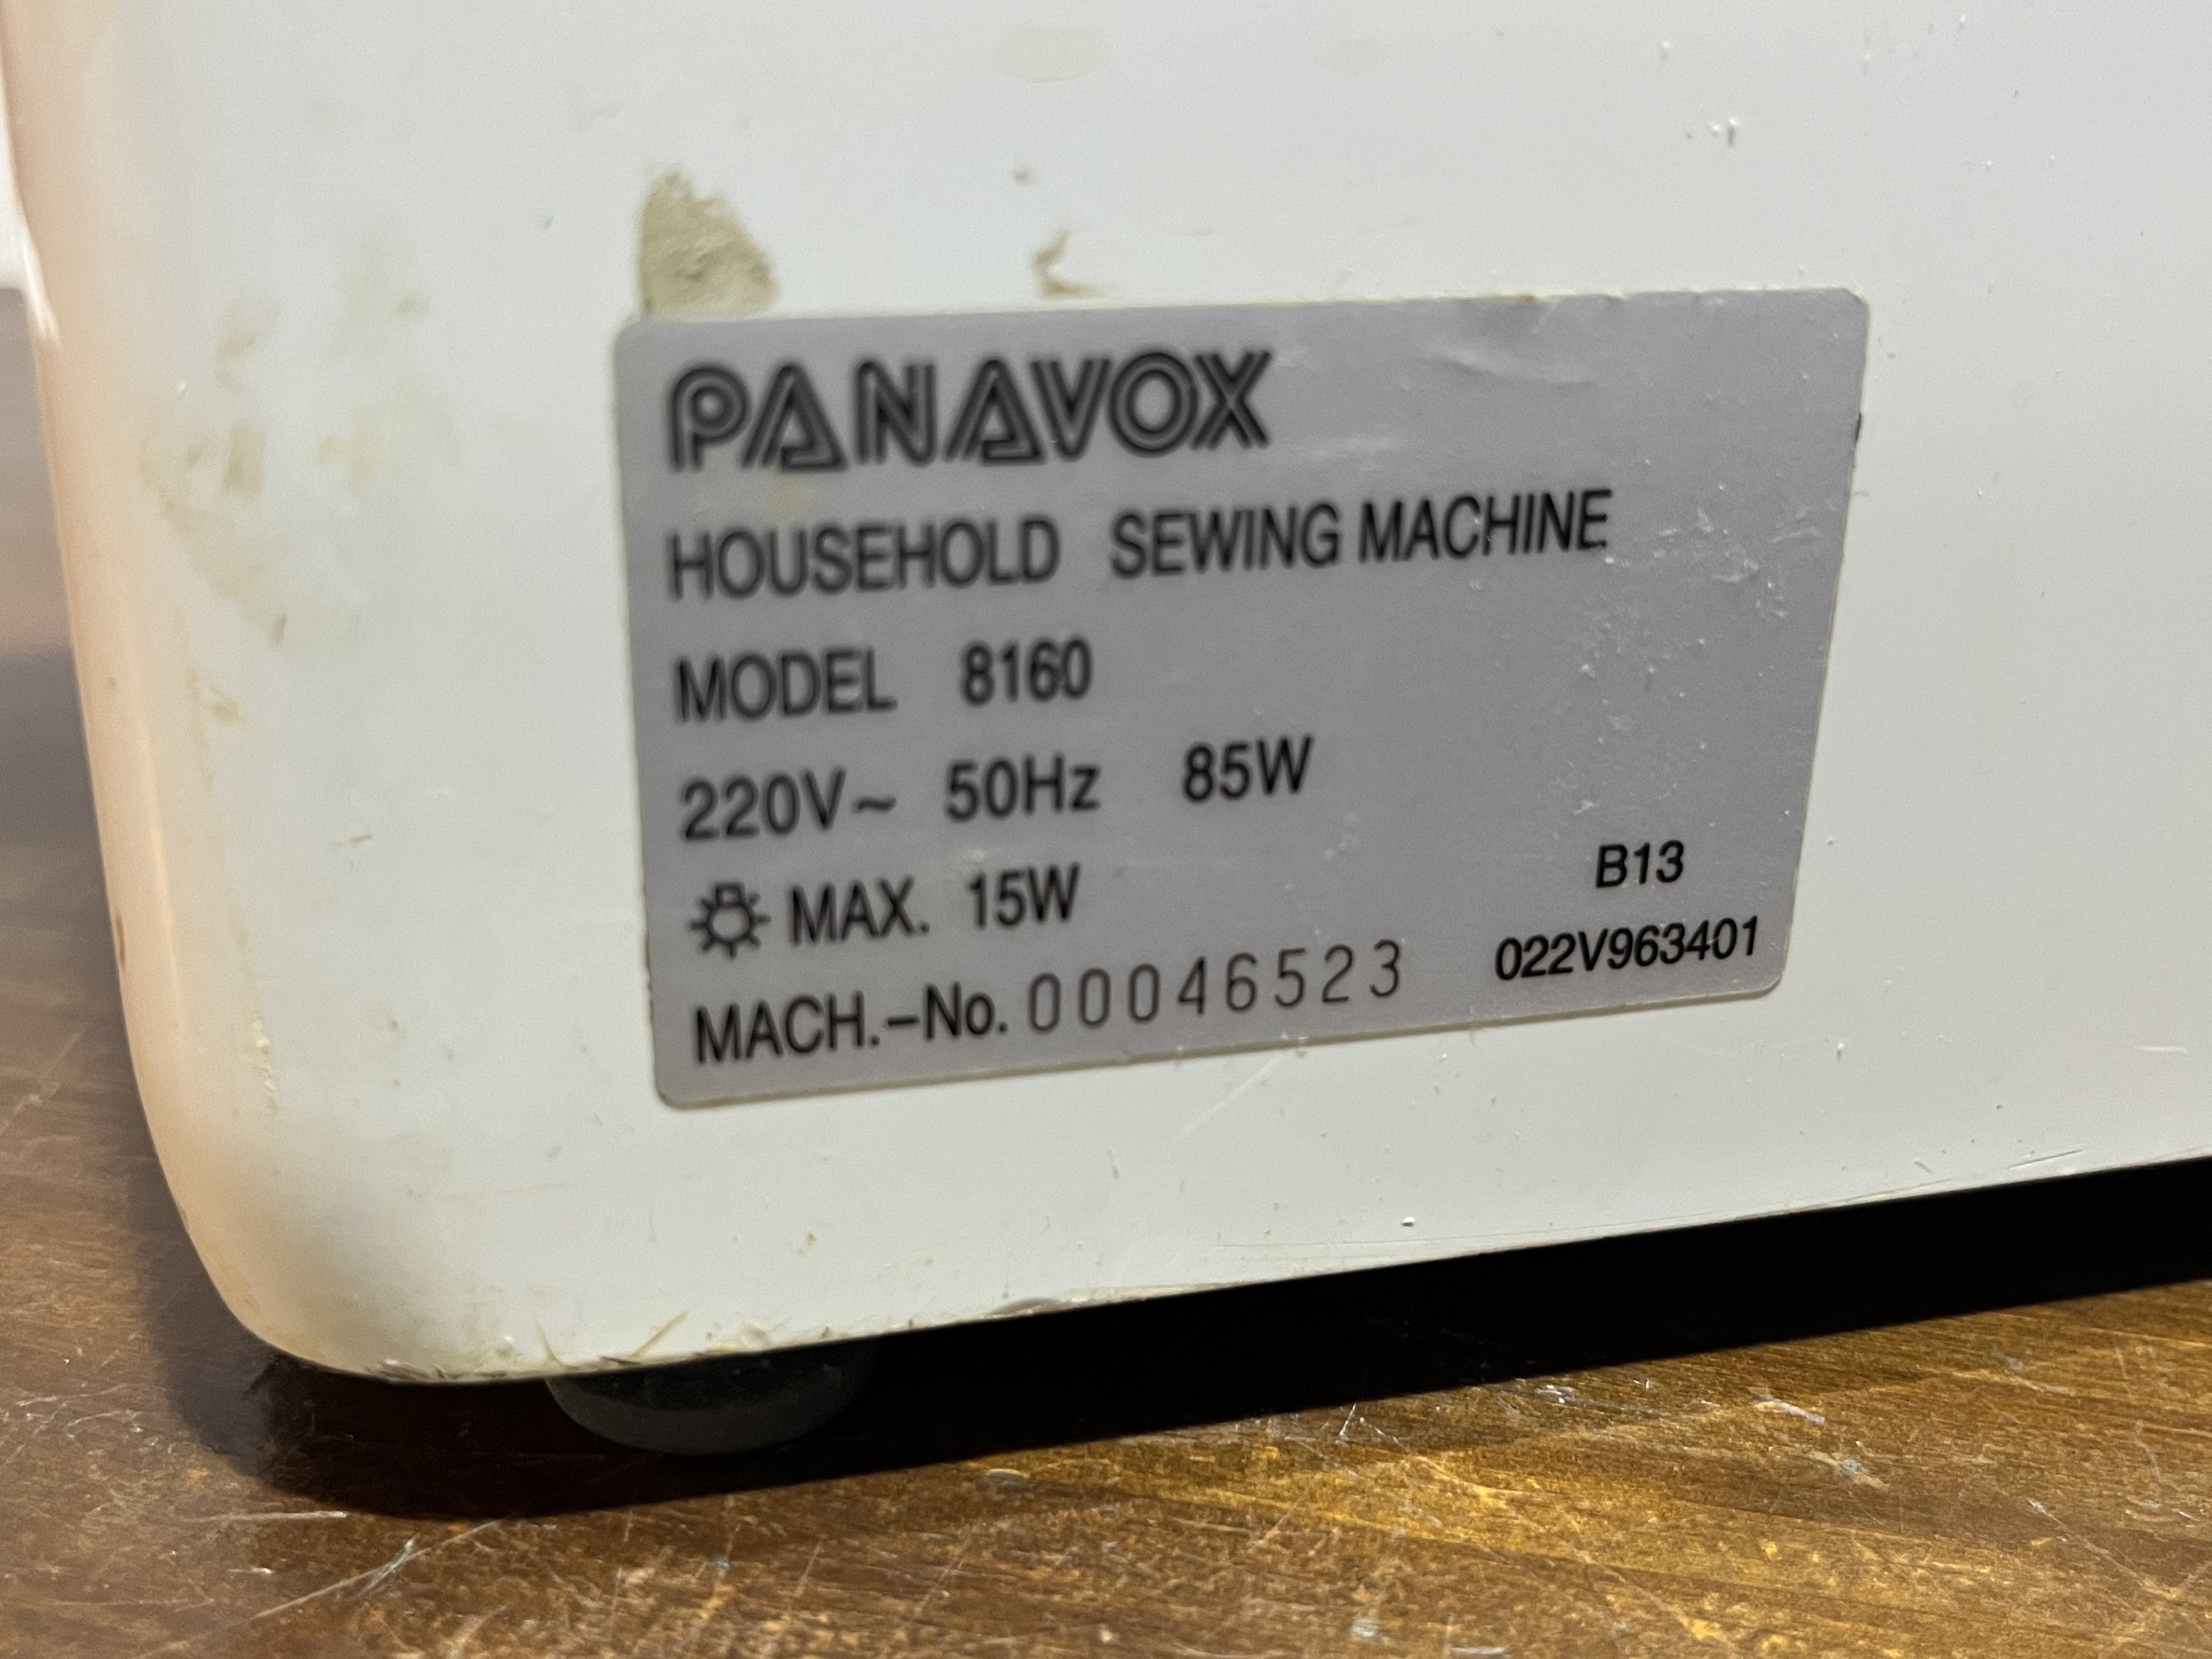 PANAVOX
HOUSEHOLD SEWING MACHINE
MODEL 8160
220V~ 50Hz 85W
MAX. 15W
B13
MACH.-No. 00046523
022V963401